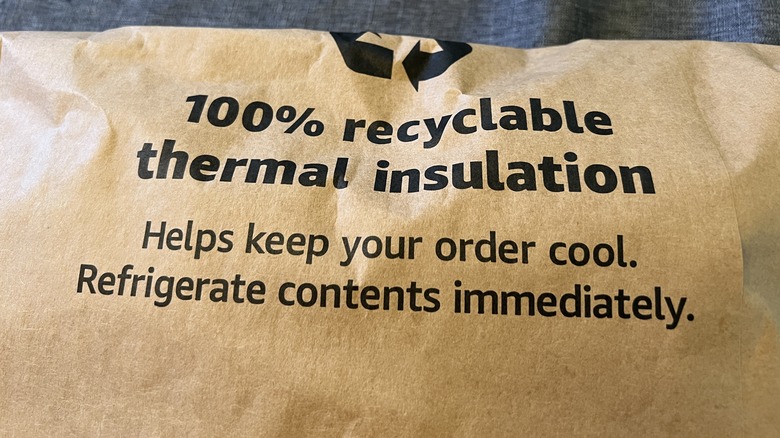 100% recyclable
thermal insulation
Helps keep your order cool.
Refrigerate contents immediately.